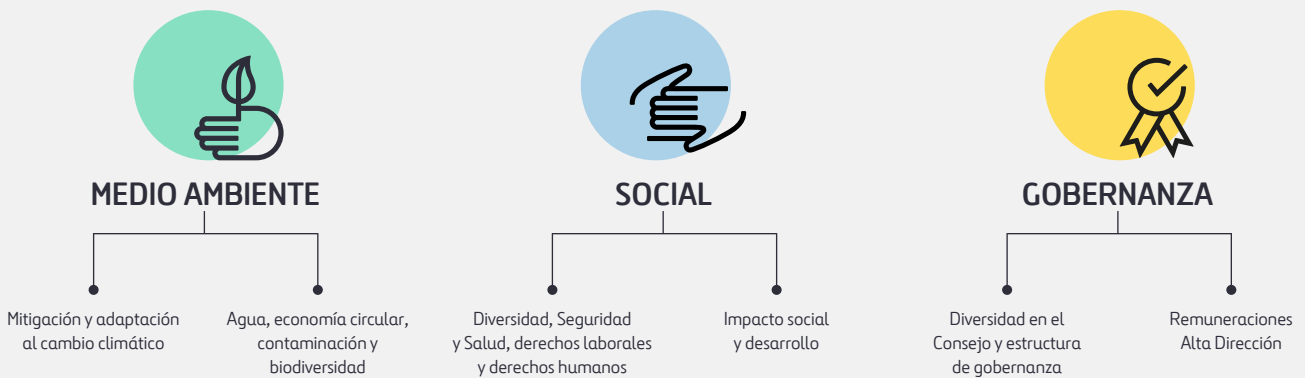 MEDIO AMBIENTE
Mitigación y adaptación
al cambio climático
Agua, economía circular,
contaminación y
biodiversidad
SOCIAL
Diversidad, Seguridad
y Salud, derechos laborales
y derechos humanos
Impacto social
y desarrollo
GOBERNANZA
Diversidad en el
Consejo y estructura
de gobernanza
Remuneraciones
Alta Dirección